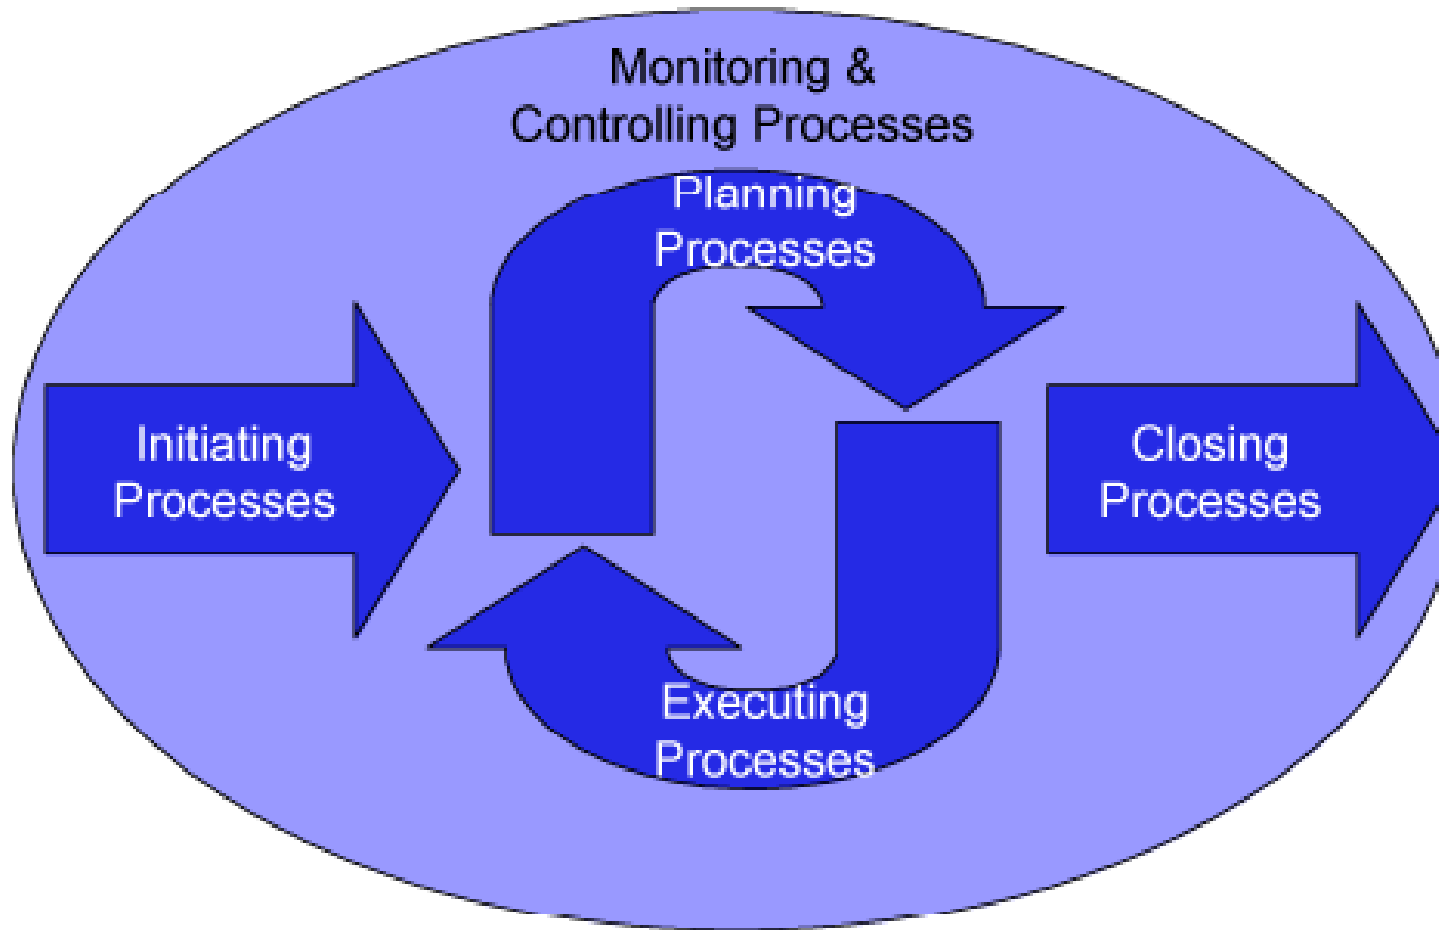 Monitoring &
Controlling Processes
Planning
Processes
Initiating
Processes
Closing
Processes
Executing
Processes